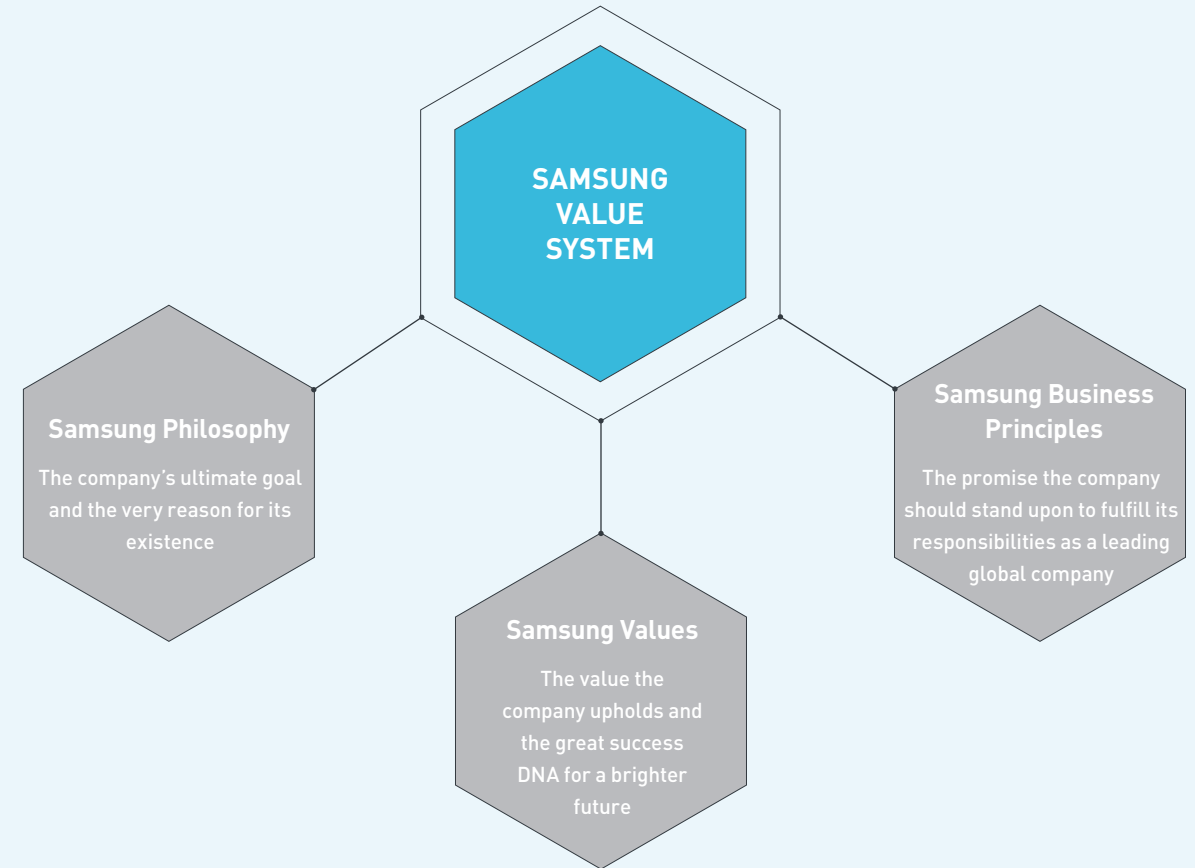 SAMSUNG
VALUE
SYSTEM
Samsung Philosophy
The company’s ultimate goal
and the very reason for its
existence
Samsung Values
The value the
company upholds and
the great success
DNA for a brighter
future
Samsung Business
Principles
The promise the company
should stand upon to fulfill its
responsibilities as a leading
global company